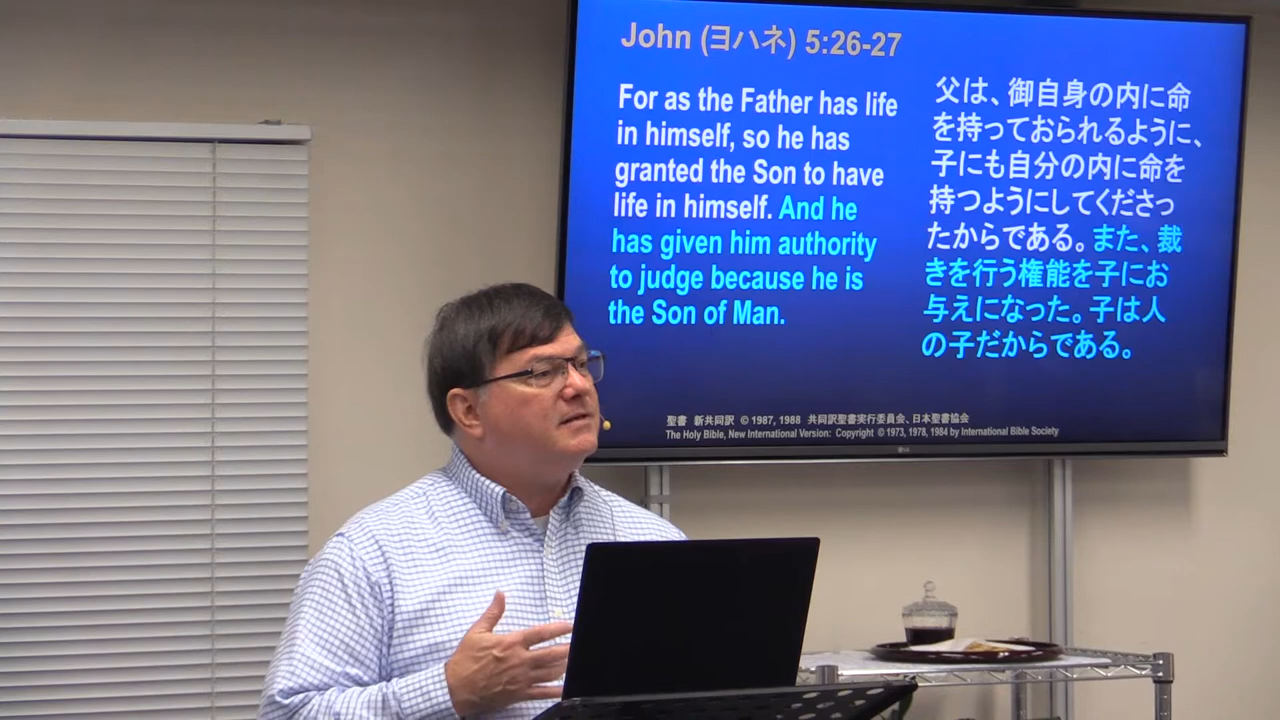 John (ヨハネ) 5:26-27
For as the Father has life
in himself, so he has
granted the Son to have
life in himself. And he
has given him authority
to judge because he is
the Son of Man.
父は、御自身の内に命
を持っておられるように、
子にも自分の内に命を
持つようにしてくださっ
たからである。また、裁
きを行う権能を子にお
与えになった。子は人
の子だからである。
聖書 新共同訳 © 1987, 1988 共同訳聖書実行委員会、日本聖書協会
The Holy Bible, New International Version: Copyright © 1973, 1978, 1984 by International Bible Society
LG